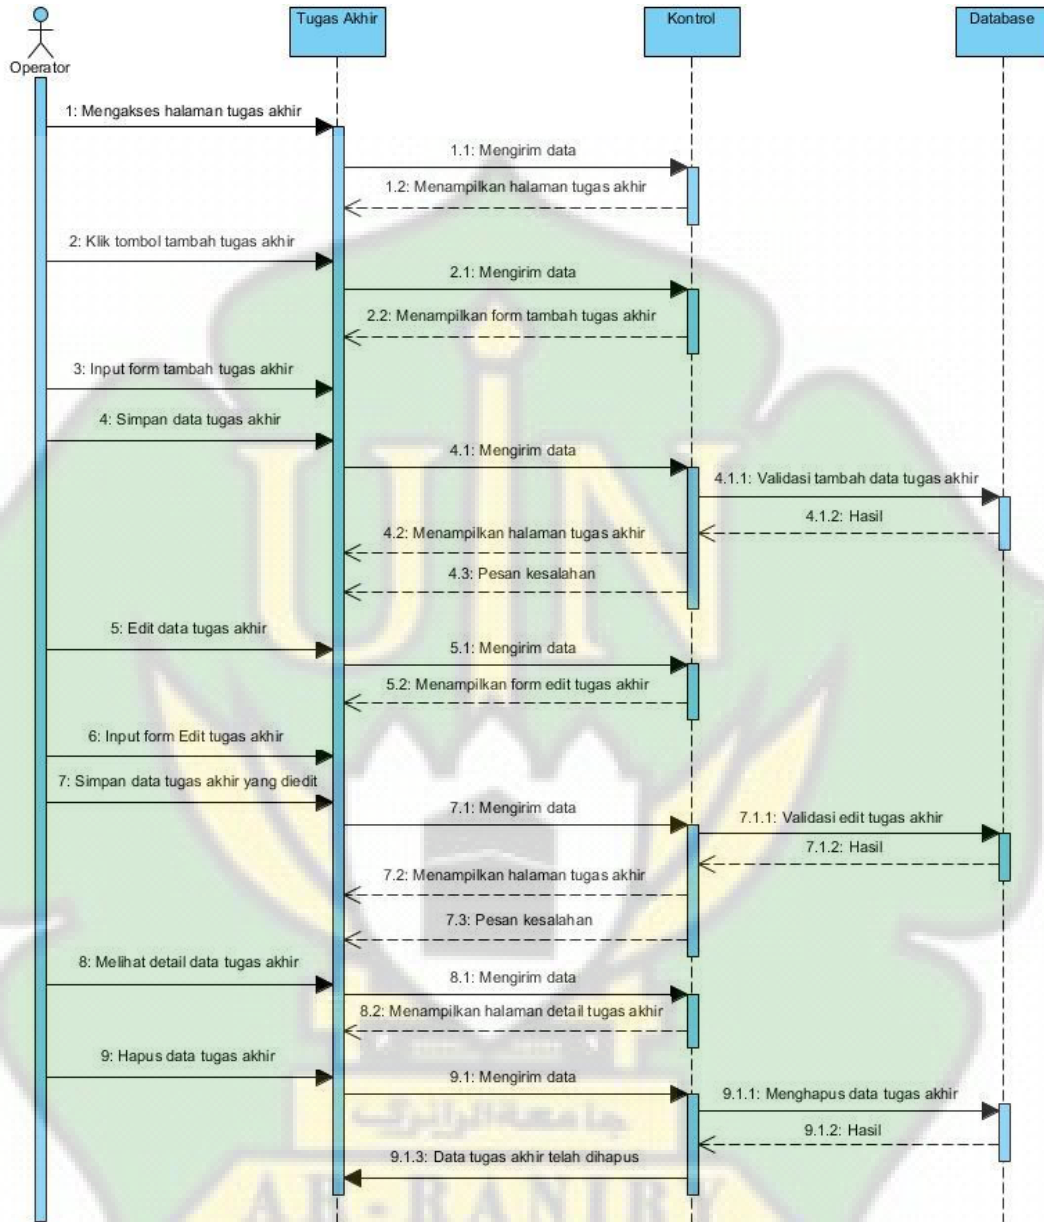 Operator
Tugas Akhir
Kontrol
Database
1: Mengakses halaman tugas akhir
1.1: Mengirim data
1.2: Menampilkan halaman tugas akhir
2: Klik tombol tambah tugas akhir
2.1: Mengirim data
2.2: Menampilkan form tambah tugas akhir
3: Input form tambah tugas akhir
4: Simpan data tugas akhir
4.1: Mengirim data
4.1.1: Validasi tambah data tugas akhir
4.1.2: Hasil
4.2: Menampilkan halaman tugas akhir
4.3: Pesan kesalahan
5: Edit data tugas akhir
5.1: Mengirim data
5.2: Menampilkan form edit tugas akhir
6: Input form Edit tugas akhir
7: Simpan data tugas akhir yang diedit
7.1: Mengirim data
7.1.1: Validasi edit tugas akhir
7.1.2: Hasil
7.2: Menampilkan halaman tugas akhir
7.3: Pesan kesalahan
8: Melihat detail data tugas akhir
8.1: Mengirim data
8.2: Menampilkan halaman detail tugas akhir
9: Hapus data tugas akhir
9.1: Mengirim data
9.1.1: Menghapus data tugas akhir
9.1.2: Hasil
9.1.3: Data tugas akhir telah dihapus
UIN
جامعة الرانري
AR-RANIRY